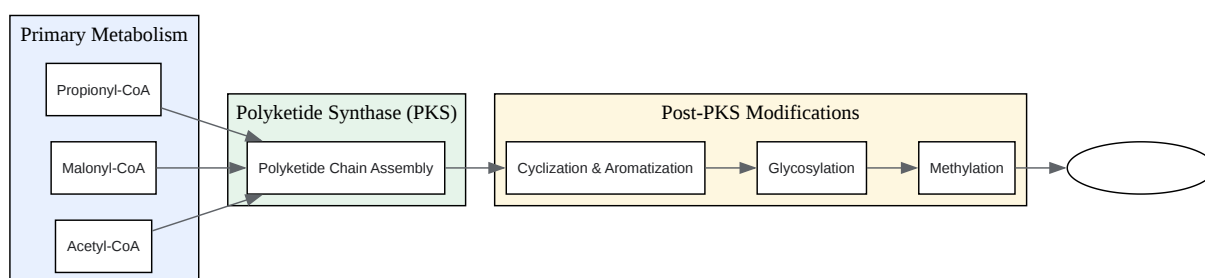 Primary Metabolism
Propionyl-CoA
Malonyl-CoA
Acetyl-CoA
Polyketide Synthase (PKS)
Polyketide Chain Assembly
Post-PKS Modifications
Cyclization & Aromatization
Glycosylation
Methylation